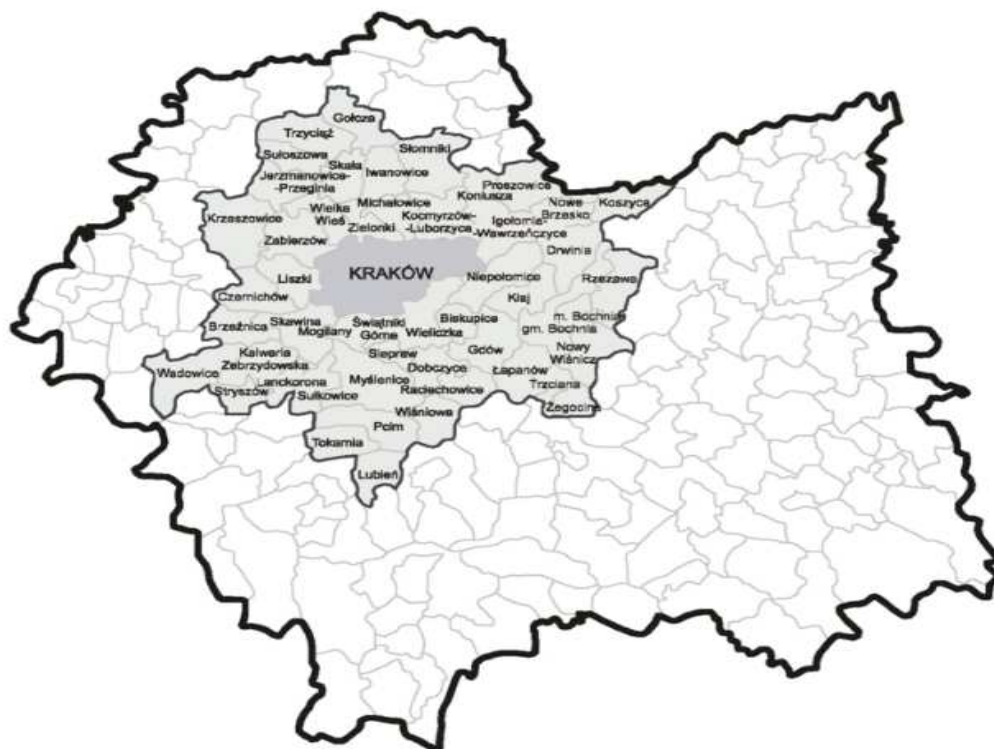 Gołcza
Trzyciąż
Słomniki
Sułoszowa
Skała
Iwanowice
Jerzmanowice-
-Przeginia
Proszowice
Koniusza
Michałowice
Nowe
Brzesko
Koszyce
Krzeszowice
Wielka
Wieś
Zielonki
Kocmyrzów-
-Luborzyca
Igołomia-
-Wawrzeńczyce
Zabierzów
Drwinia
KRAKÓW
Liszki
Niepołomice
Rzezawa
Czernichów
Kłaj
Brzeźnica
Skawina
Mogilany
Świątniki
Górne
Wieliczka
Biskupice
m. Bochnia
gm. Bochnia
Gdów
Nowy
Wiśnicz
Kalwaria
Zebrzydowska
Siepraw
Dobczyce
Łapanów
Wadowice
Stryszów
Lanckorona
Sułkowice
Myślenice
Raciechowice
Trzciana
Żegocina
Wiśniowa
Pcim
Tokarnia
Lubień